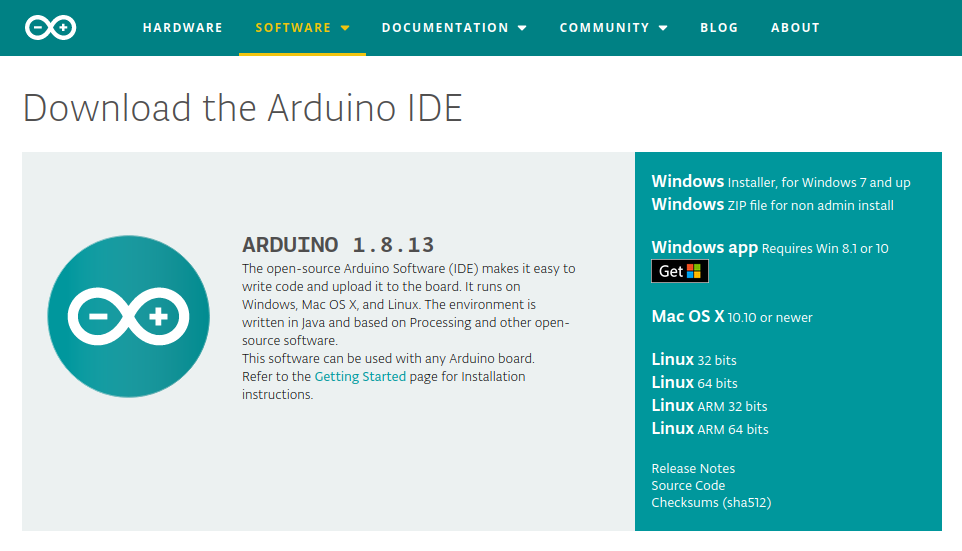 HARDWARE SOFTWARE DOCUMENTATION COMMUNITY BLOG ABOUT
Download the Arduino IDE
ARDUINO 1.8.13
The open-source Arduino Software (IDE) makes it easy to
write code and upload it to the board. It runs on
Windows, Mac OS X, and Linux. The environment is
written in Java and based on Processing and other open-
source software.
This software can be used with any Arduino board.
Refer to the Getting Started page for Installation
instructions.
Windows Installer, for Windows 7 and up
Windows ZIP file for non admin install
Windows app Requires Win 8.1 or 10
Get
Mac OS X 10.10 or newer
Linux 32 bits
Linux 64 bits
Linux ARM 32 bits
Linux ARM 64 bits
Release Notes
Source Code
Checksums (sha512)